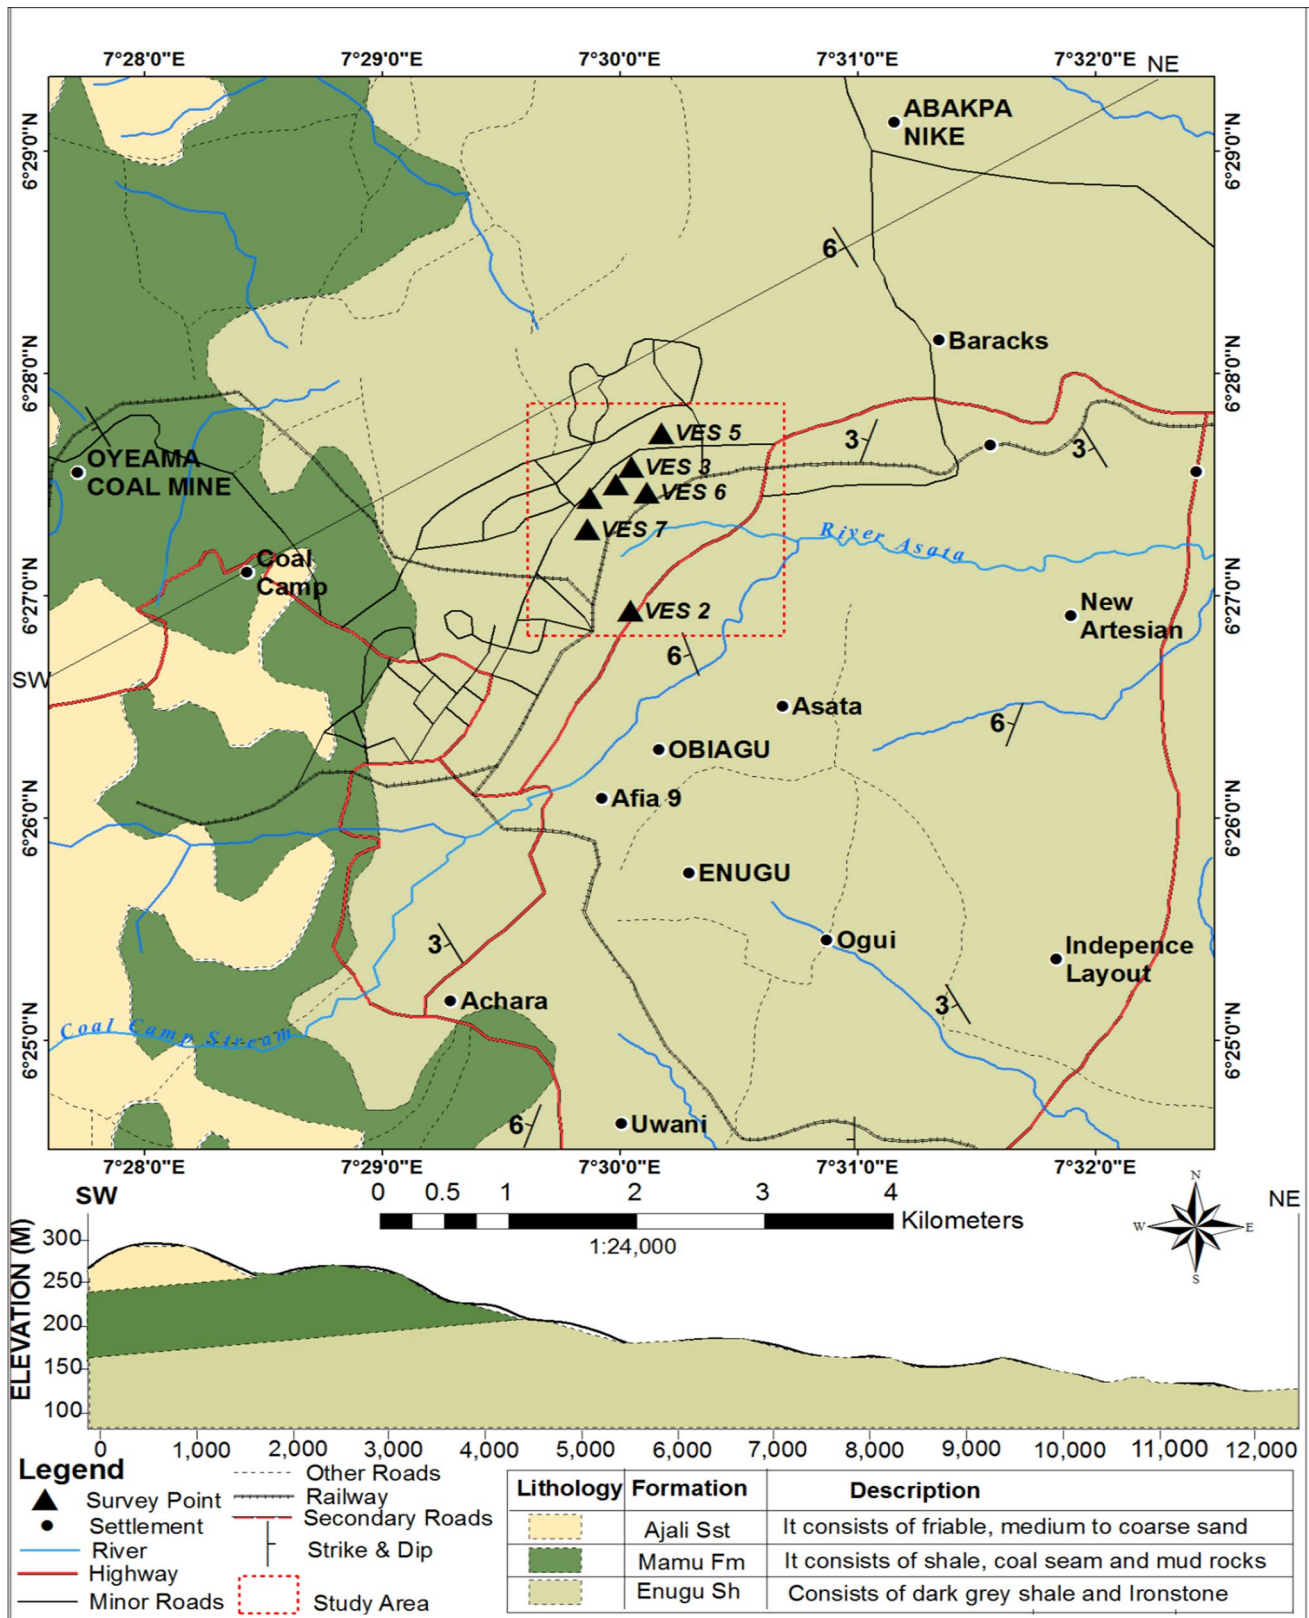 7°28'0"E 7°29'0"E 7°30'0"E 7°31'0"E 7°32'0"E
NE
6°29'0"N
6°28'0"N
6°27'0"N
6°26'0"N
6°25'0"N
6°29'0"N
6°28'0"N
6°27'0"N
6°26'0"N
6°25'0"N
ABAKPA
NIKE
6
Baracks
VES 5
3
3
OYEAMA
COAL MINE
VES 3
VES 6
VES 7
River Asata
Coal
Camp
New
Artesian
VES 2
6
SW
Asata
6
OBIAGU
Afia 9
ENUGU
Ogui
3
Indepence
Layout
Achara
3
Coal Camp Stream
6
Uwani
7°28'0"E 7°29'0"E 7°30'0"E 7°31'0"E 7°32'0"E
SW
0 0.5 1 2 3 4
Kilometers
1:24,000
N
W E
S
NE
ELEVATION (M)
300
250
200
150
100
0 1,000 2,000 3,000 4,000 5,000 6,000 7,000 8,000 9,000 10,000 11,000 12,000
Legend
Survey Point
Settlement
River
Highway
Minor Roads
Other Roads
Railway
Secondary Roads
Strike & Dip
Study Area
Lithology Formation Description
Ajali Sst It consists of friable, medium to coarse sand
Mamu Fm It consists of shale, coal seam and mud rocks
Enugu Sh Consists of dark grey shale and Ironstone